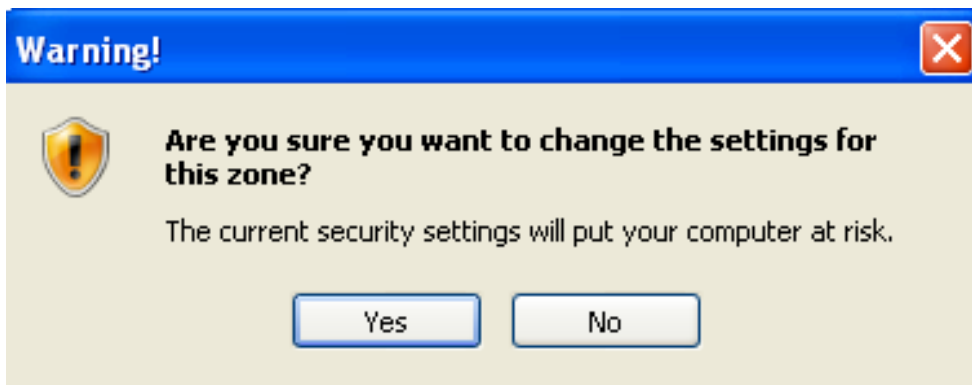 Warning!
Are you sure you want to change the settings for
this zone?
The current security settings will put your computer at risk.
Yes
No